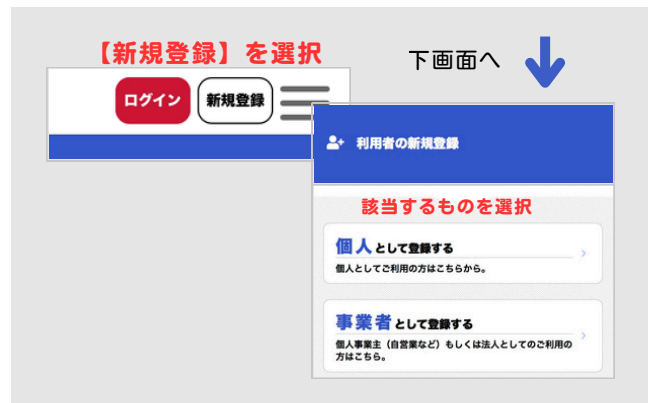 【新規登録】を選択
下画面へ
ログイン
新規登録
利用者の新規登録
該当するものを選択
個人として登録する
個人としてご利用の方はこちらから。
事業者として登録する
個人事業主（自営業など）もしくは法人としてのご利用の
方はこちら。